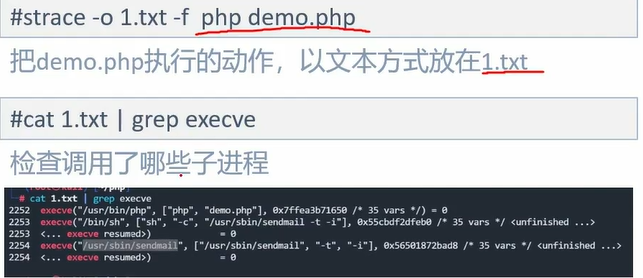 #strace -o 1.txt -f php demo.php
把demo.php执行的动作，以文本方式放在1.txt
#cat 1.txt | grep execve
检查调用了哪些子进程
# cat 1.txt | grep execve
2252 execve("/usr/bin/php", ["php", "demo.php"], 0x7ffea3b71650 /* 35 vars */) = 0
2253 execve("/bin/sh", ["sh", "-c", "/usr/sbin/sendmail -t -i"], 0x55cbdf2dfeb0 /* 35 vars */ <unfinished ...>
2253 <... execve resumed>) = 0
2254 execve("/usr/sbin/sendmail", ["/usr/sbin/sendmail", "-t", "-i"], 0x56501872bad8 /* 35 vars */ <unfinished ...>
2254 <... execve resumed>) = 0